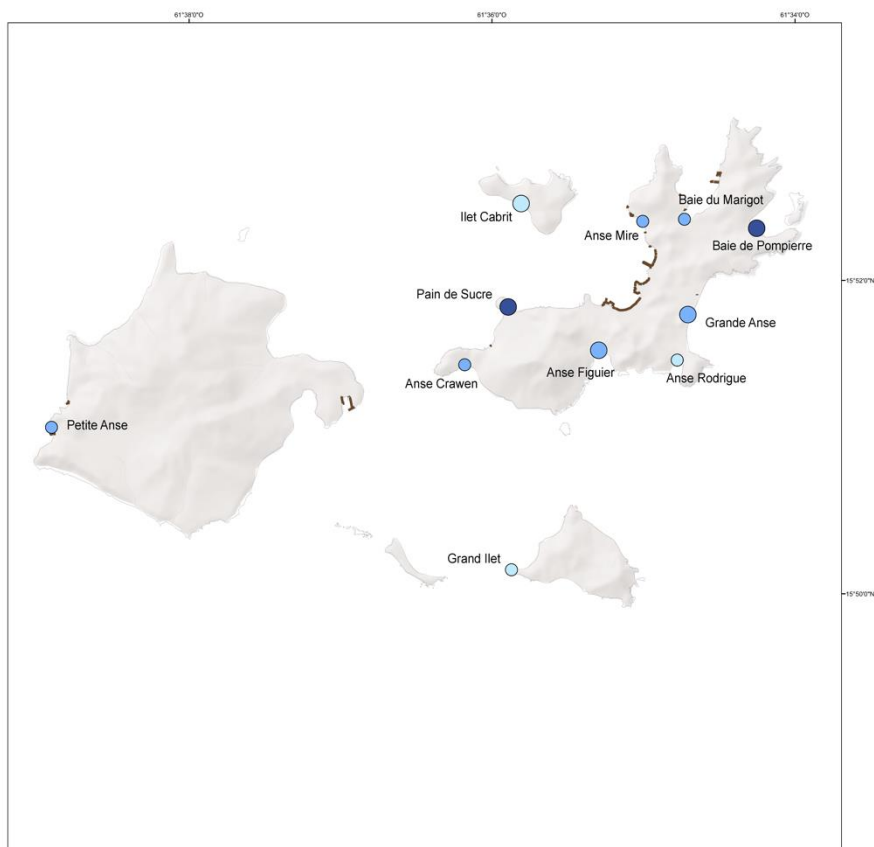 61°38'0"O
61°36'0"O
61°34'0"O
Ilet Cabrit
Baie du Marigot
Anse Mire
Baie de Pompierre
15°52'0"N
Pain de Sucre
Grande Anse
Anse Figuier
Anse Rodrigue
Anse Crawen
Petite Anse
Grand Ilet
15°50'0"N